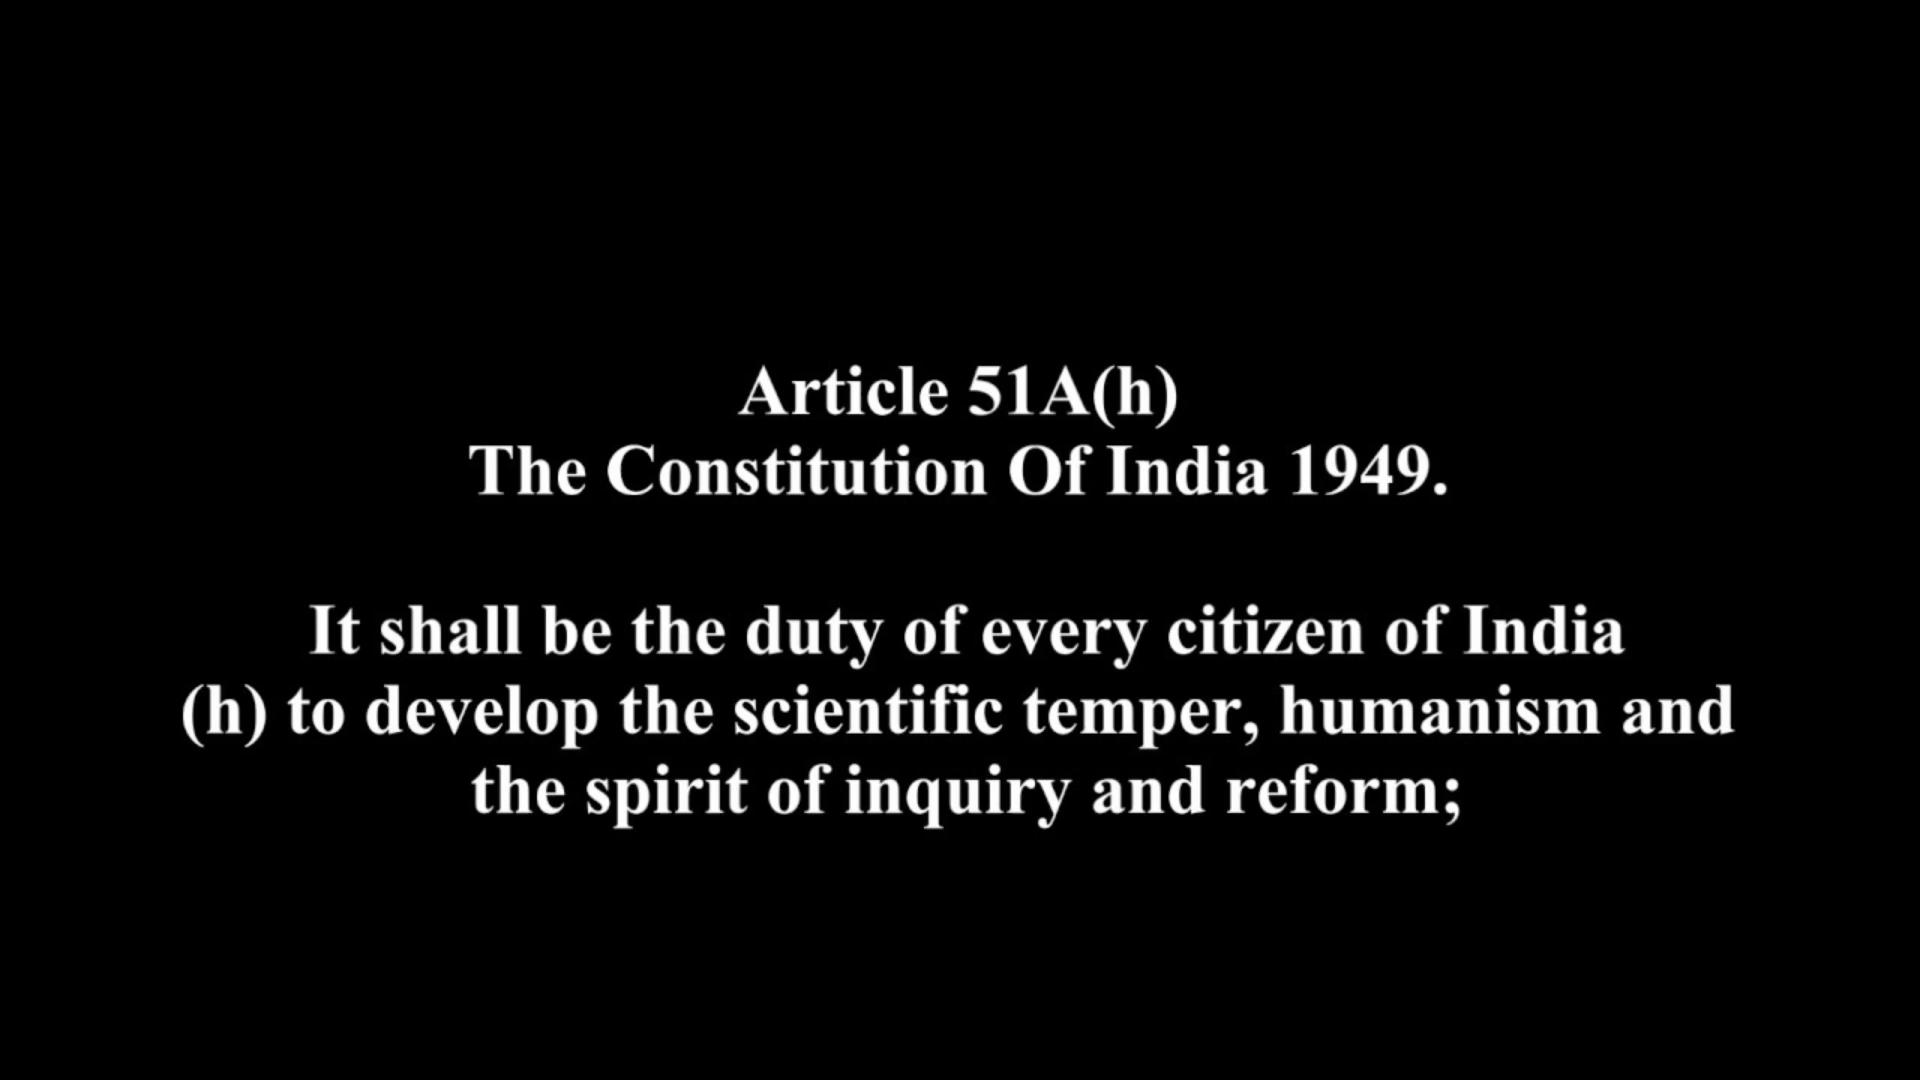 Article 51A(h)
The Constitution Of India 1949.
It shall be the duty of every citizen of India
(h) to develop the scientific temper, humanism and
the spirit of inquiry and reform;